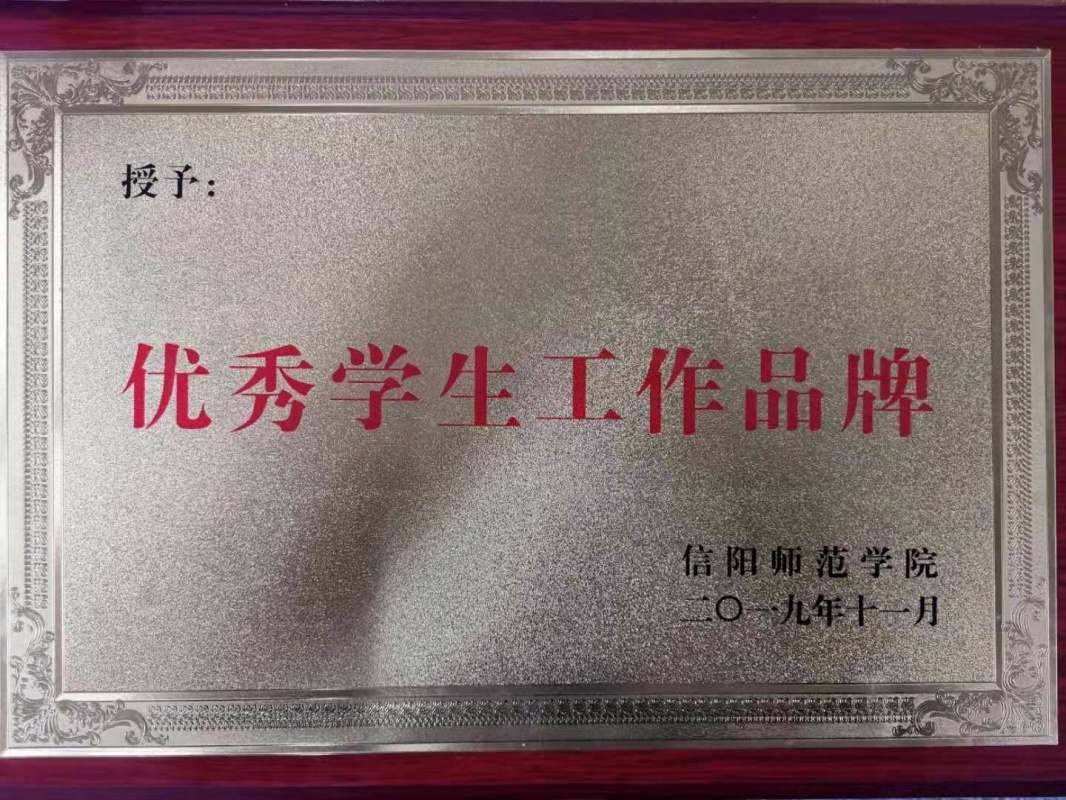 授予：
优秀学生工作品牌
信阳师范学院
二〇一九年十一月